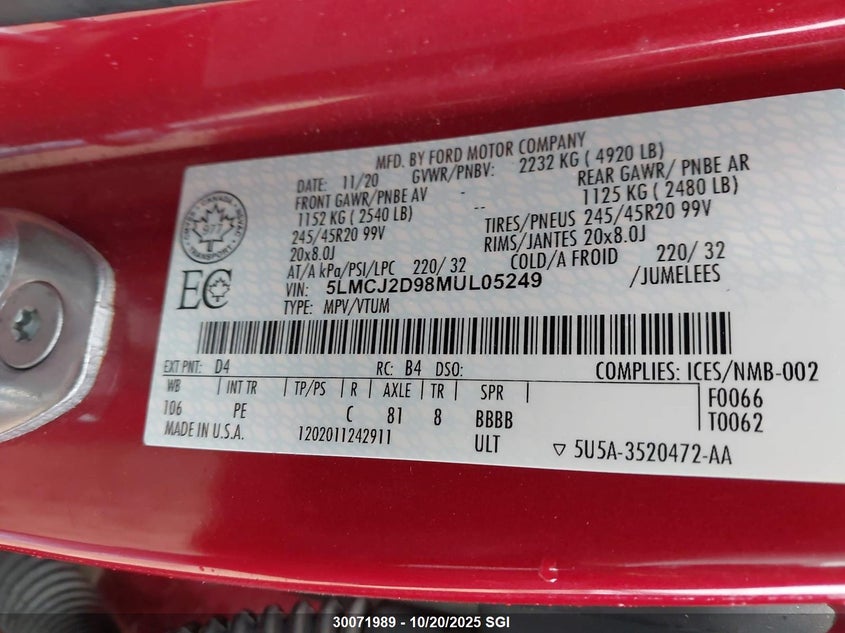 MFD. BY FORD MOTOR COMPANY
DATE: 11/20 GVWR/PNBV: 2232 KG ( 4920 LB)
FRONT GAWR/PNBE AV -- REAR GAWR/ PNBE AR
1152 KG ( 2540 LB) 1125 KG ( 2480 LB)
245/45R20 99V TIRES/PNEUS 245/45R20 99V
20x8.0J RIMS/JANTES 20x8.0J
AT/A kPa/PSI/LPC 220/ 32 COLD/A FROID 220/ 32
VIN: 5LMCJ2D98MUL05249 /JUMELEES
TYPE: MPV/VTUM
EC
977
TRANSPORT
CANADA
EXT PNT: D4 RC: B4 DSO: COMPLIES: ICES/NMB-002
WB INT TR TP/PS R AXLE TR SPR F0066
106 PE C 81 8 BBBB T0062
MADE IN U.S.A. 1202011242911 ULT ▽ 5U5A-3520472-AA
30071989 - 10/20/2025 SGI